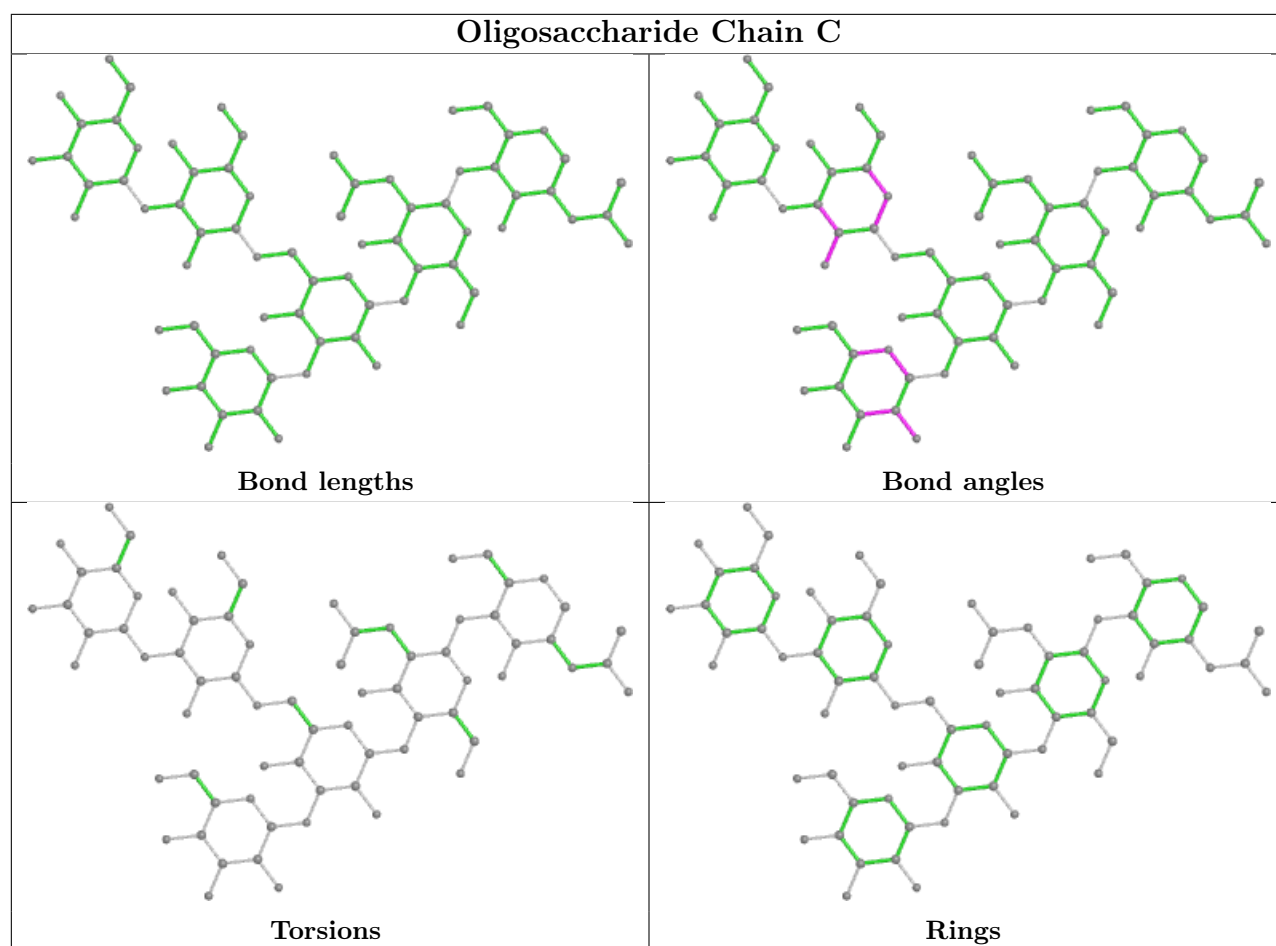 Oligosaccharide Chain C
Bond lengths
Bond angles
Torsions
Rings